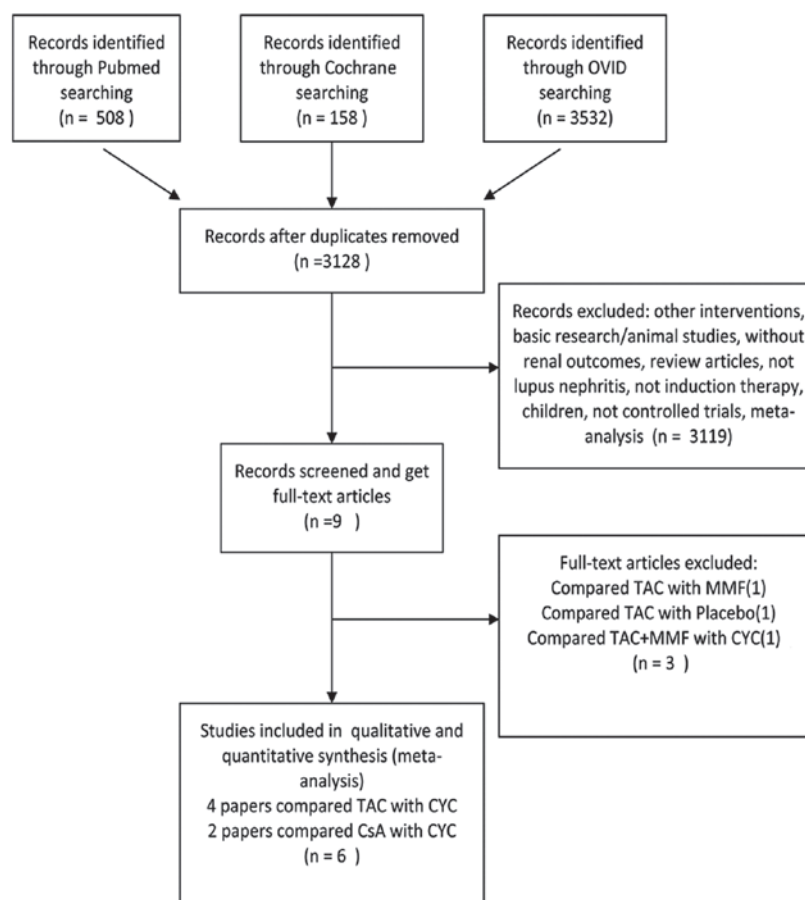 Records identified
through Pubmed
searching
(n = 508)
Records identified
through Cochrane
searching
(n = 158)
Records identified
through OVID
searching
(n = 3532)
Records after duplicates removed
(n =3128 )
Records excluded: other interventions,
basic research/animal studies, without
renal outcomes, review articles, not
lupus nephritis, not induction therapy,
children, not controlled trials, meta-
analysis (n = 3119)
Records screened and get
full-text articles
(n =9 )
Full-text articles excluded:
Compared TAC with MMF(1)
Compared TAC with Placebo(1)
Compared TAC+MMF with CYC(1)
(n = 3 )
Studies included in qualitative and
quantitative synthesis (meta-
analysis)
4 papers compared TAC with CYC
2 papers compared CsA with CYC
(n = 6 )